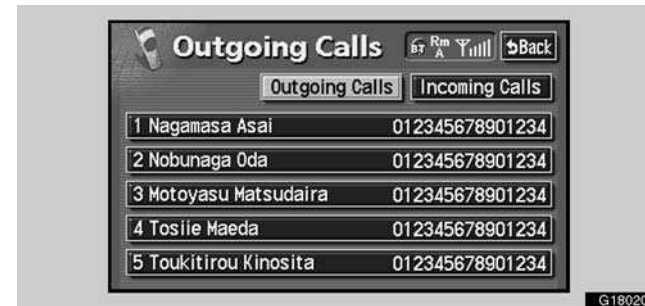 Outgoing Calls BT Rm A Back
Outgoing Calls Incoming Calls
1 Nagamasa Asai 012345678901234
2 Nobunaga Oda 012345678901234
3 Motoyasu Matsudaira 012345678901234
4 Tosiie Maeda 012345678901234
5 Toukitirou Kinosita 012345678901234
G18020